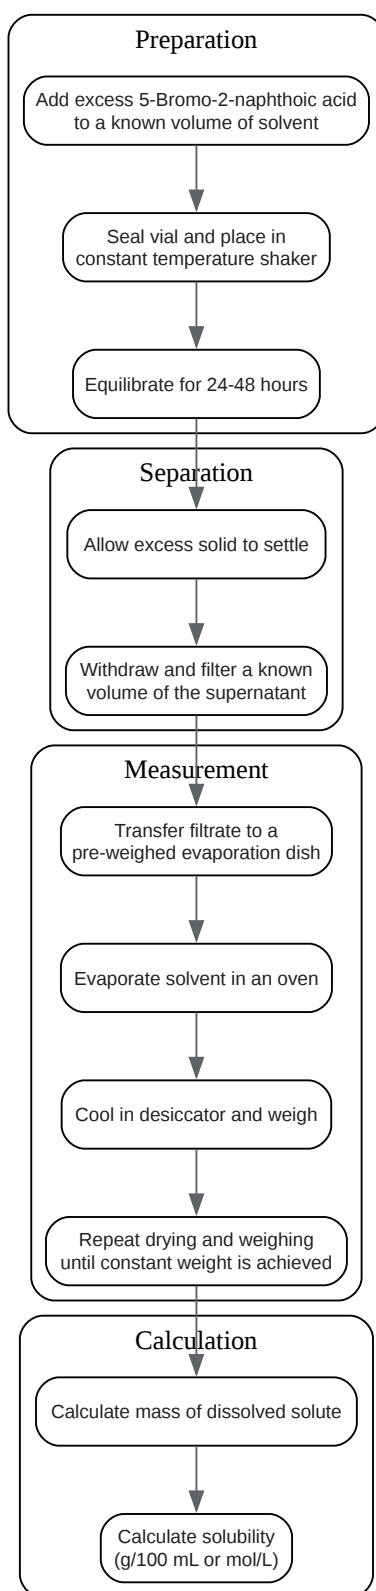 Preparation
Add excess 5-Bromo-2-naphthoic acid
to a known volume of solvent
Seal vial and place in
constant temperature shaker
Equilibrate for 24-48 hours
Separation
Allow excess solid to settle
Withdraw and filter a known
volume of the supernatant
Measurement
Transfer filtrate to a
pre-weighed evaporation dish
Evaporate solvent in an oven
Cool in desiccator and weigh
Repeat drying and weighing
until constant weight is achieved
Calculation
Calculate mass of dissolved solute
Calculate solubility
(g/100 mL or mol/L)